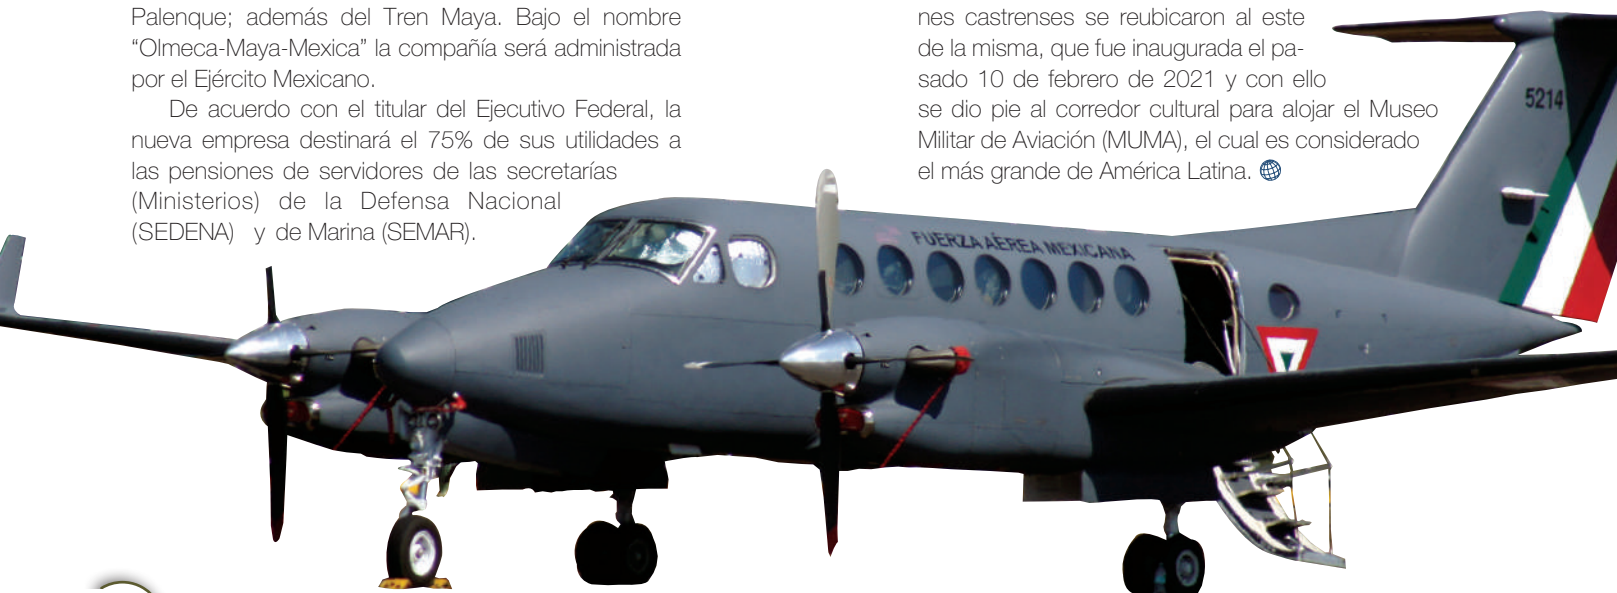 Palenque; además del Tren Maya. Bajo el nombre
“Olmeca-Maya-Mexica” la compañía será administrada
por el Ejército Mexicano.
De acuerdo con el titular del Ejecutivo Federal, la
nueva empresa destinará el 75% de sus utilidades a
las pensiones de servidores de las secretarías
(Ministerios) de la Defensa Nacional
(SEDENA) y de Marina (SEMAR).
nes castrenses se reubicaron al este
de la misma, que fue inaugurada el pa-
sado 10 de febrero de 2021 y con ello
se dio pie al corredor cultural para alojar el Museo
Militar de Aviación (MUMA), el cual es considerado
el más grande de América Latina.
5214
FUERZA AÉREA MEXICANA